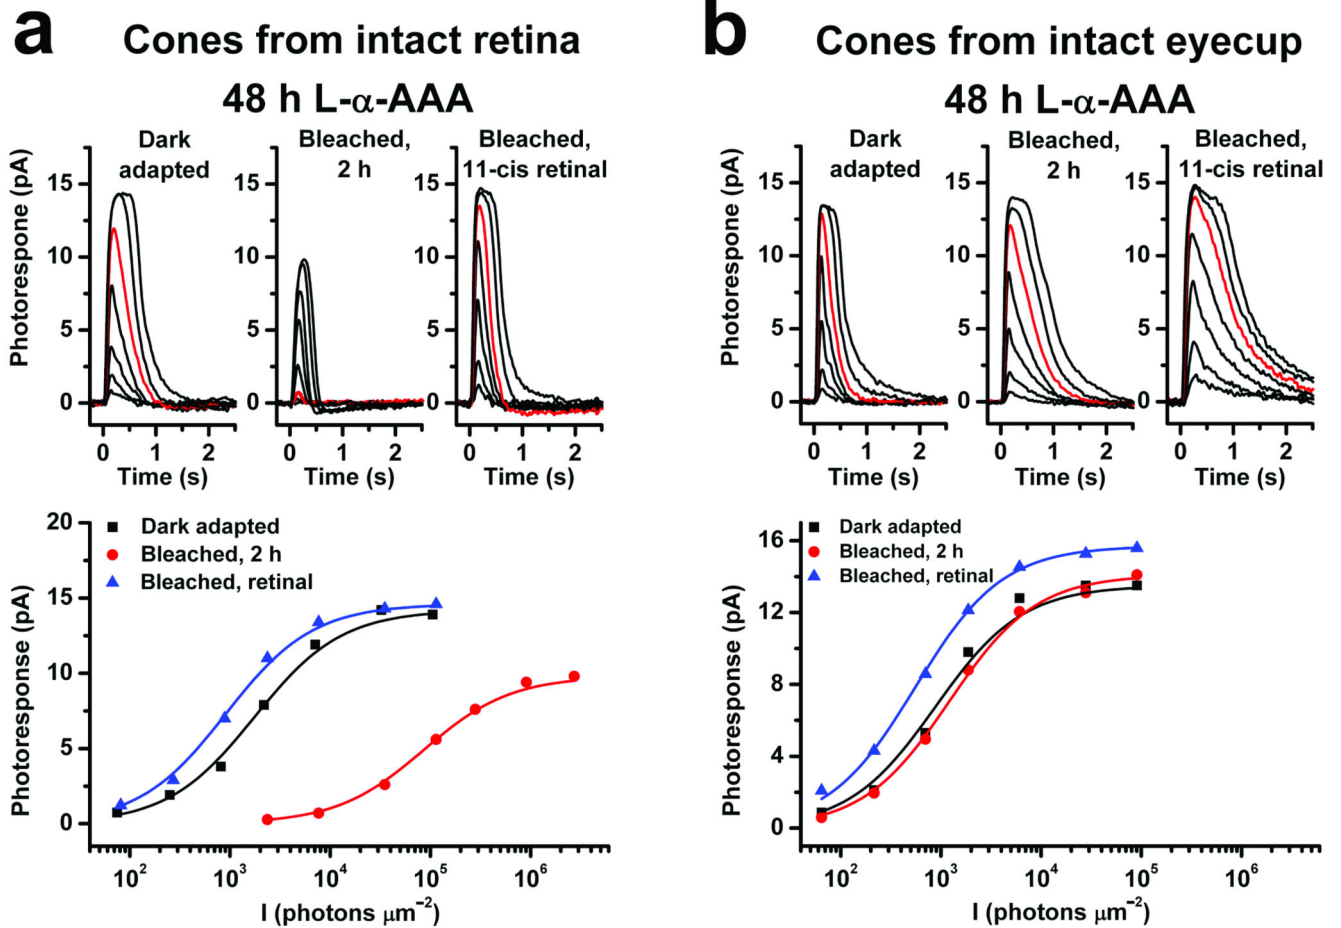 a Cones from intact retina
48 h L-α-AAA
Dark adapted
Bleached, 2 h
Bleached, 11-cis retinal
Photorespone (pA)
15
10
5
0
15
10
5
0
15
10
5
0
0 1 2
0 1 2
0 1 2
Time (s)
Time (s)
Time (s)
Dark adapted
Bleached, 2 h
Bleached, retinal
Photoresponse (pA)
20
15
10
5
0
10² 10³ 10⁴ 10⁵ 10⁶
I (photons μm⁻²)
b Cones from intact eyecup
48 h L-α-AAA
Dark adapted
Bleached, 2 h
Bleached, 11-cis retinal
Photorespone (pA)
15
10
5
0
15
10
5
0
15
10
5
0
0 1 2
0 1 2
0 1 2
Time (s)
Time (s)
Time (s)
Dark adapted
Bleached, 2 h
Bleached, retinal
Photoresponse (pA)
16
12
8
4
0
10² 10³ 10⁴ 10⁵ 10⁶
I (photons μm⁻²)